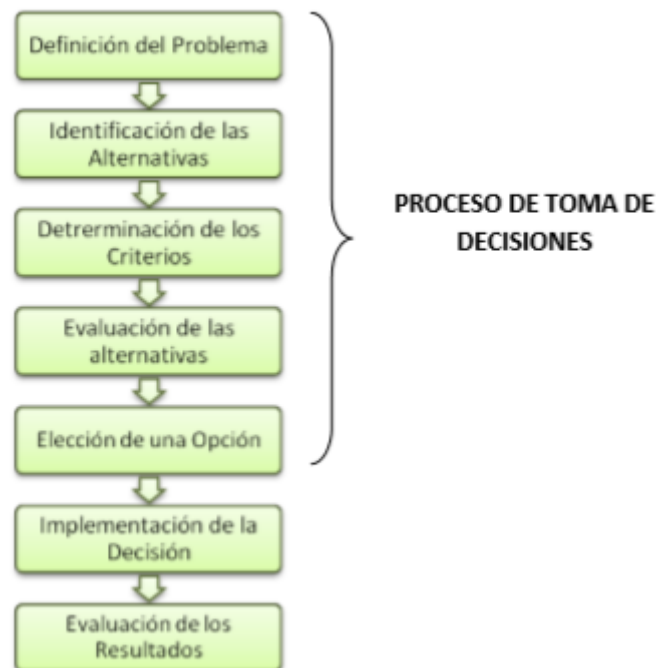 Definición del Problema
Identificación de las
Alternativas
Detrerminación de los
Criterios
Evaluación de las
alternativas
Elección de una Opción
Implementación de la
Decisión
Evaluación de los
Resultados
PROCESO DE TOMA DE
DECISIONES